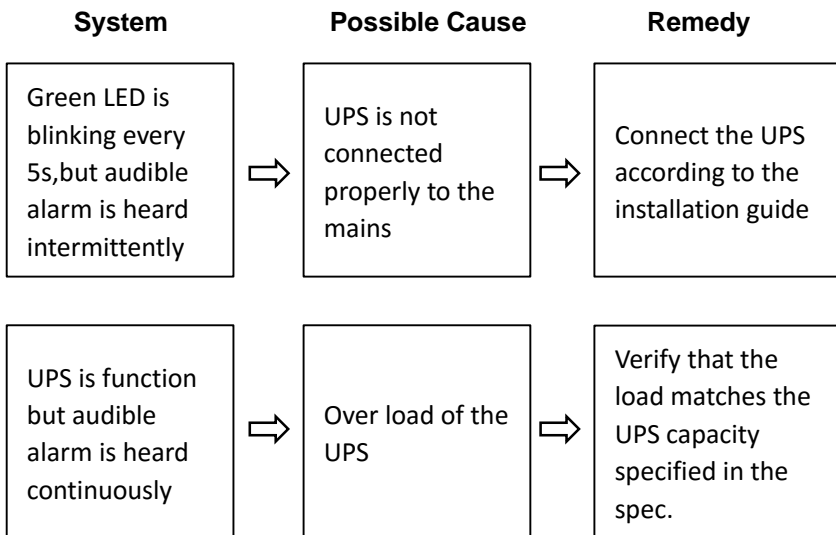 System Possible Cause Remedy
Green LED is
blinking every
5s,but audible
alarm is heard
intermittently
UPS is not
connected
properly to the
mains
Connect the UPS
according to the
installation guide
UPS is function
but audible
alarm is heard
continuously
Over load of the
UPS
Verify that the
load matches the
UPS capacity
specified in the
spec.